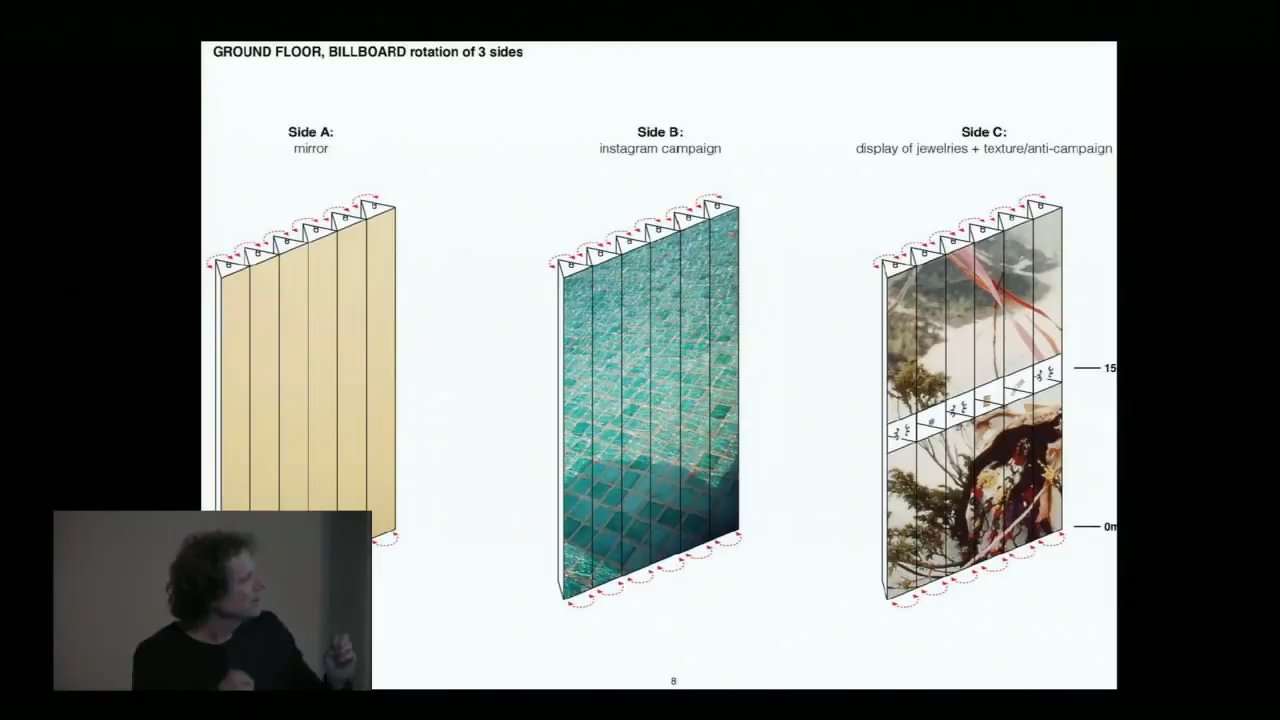 GROUND FLOOR, BILLBOARD rotation of 3 sides
Side A:
mirror
Side B:
instagram campaign
Side C:
display of jewelries + texture/anti-campaign
15
0m
8